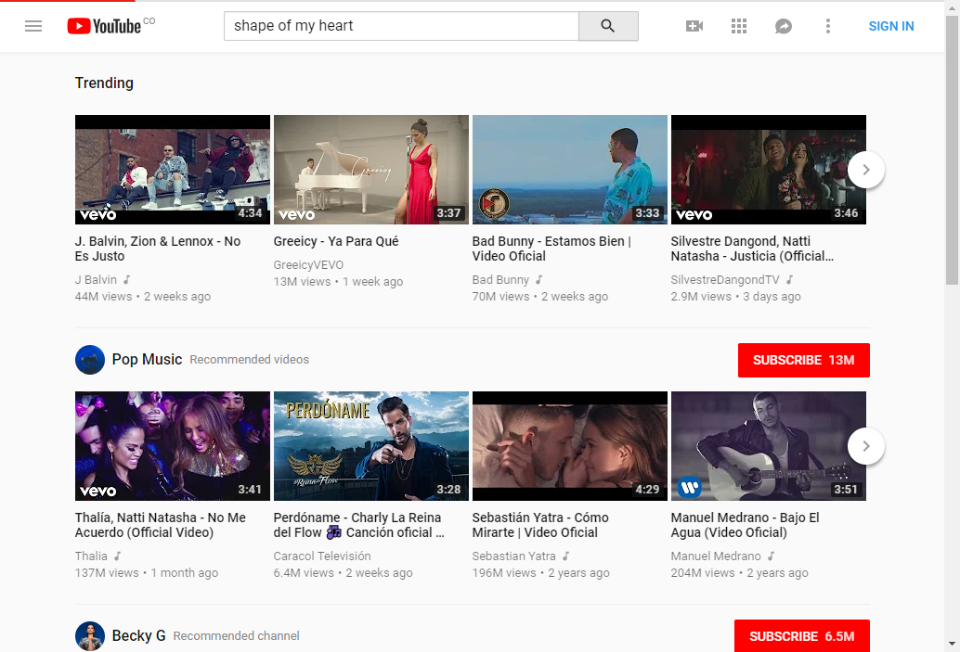 YouTube CO
shape of my heart
SIGN IN
Trending
vevo 4:34
vevo 3:37
3:33
vevo 3:46
J. Balvin, Zion & Lennox - No
Es Justo
J Balvin
44M views • 2 weeks ago
Greeicy - Ya Para Qué
GreeicyVEVO
13M views • 1 week ago
Bad Bunny - Estamos Bien |
Video Oficial
Bad Bunny
70M views • 2 weeks ago
Silvestre Dangond, Natti
Natasha - Justicia (Official...
SilvestreDangondTV
2.9M views • 3 days ago
Pop Music Recommended videos
SUBSCRIBE 13M
vevo 3:41
PERDÓNAME
La Reina del Flow
3:28
4:29
W 3:51
Thalía, Natti Natasha - No Me
Acuerdo (Official Video)
Thalia
137M views • 1 month ago
Perdóname - Charly La Reina
del Flow 🎶 Canción oficial ...
Caracol Televisión
6.4M views • 2 weeks ago
Sebastián Yatra - Cómo
Mirarte | Video Oficial
Sebastian Yatra
196M views • 2 years ago
Manuel Medrano - Bajo El
Agua (Video Oficial)
Manuel Medrano
204M views • 2 years ago
Becky G Recommended channel
SUBSCRIBE 6.5M